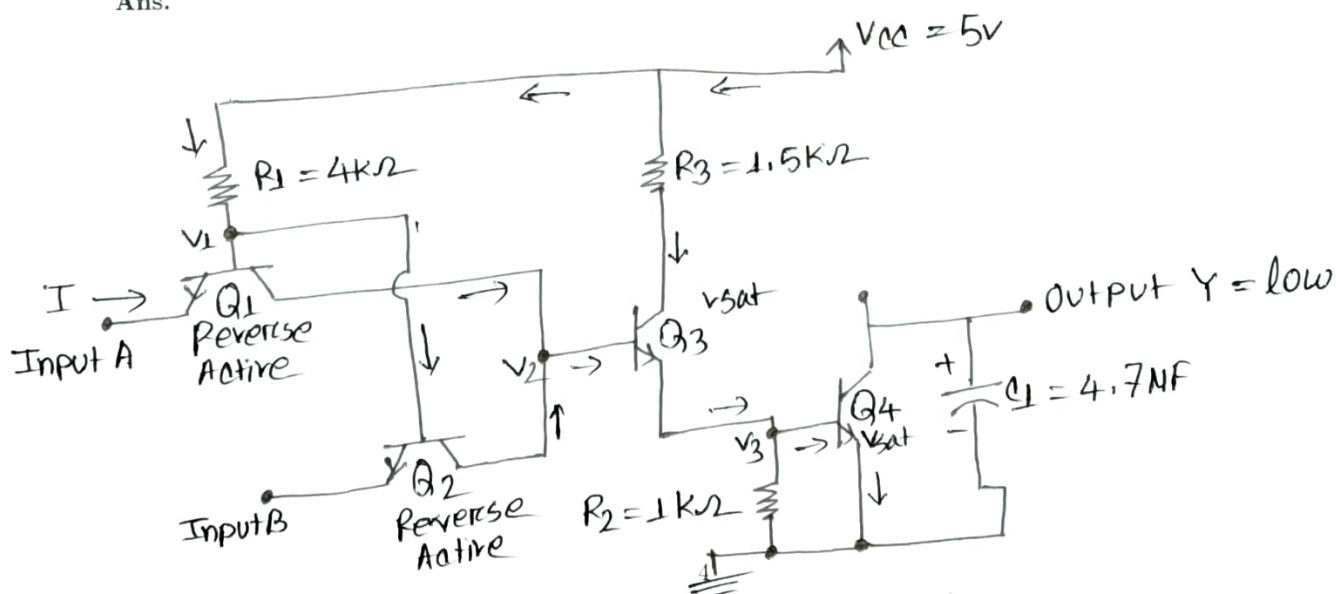 Ans.
VCC = 5V
R1 = 4KΩ
R3 = 1.5KΩ
V1
I →
Q1
Reverse
Active
Input A
Vsat
Q3
Output Y = low
V2
Q4
Vsat
C1 = 4.7MF
+
-
V3
Q2
Reverse
Active
Input B
R2 = 1KΩ